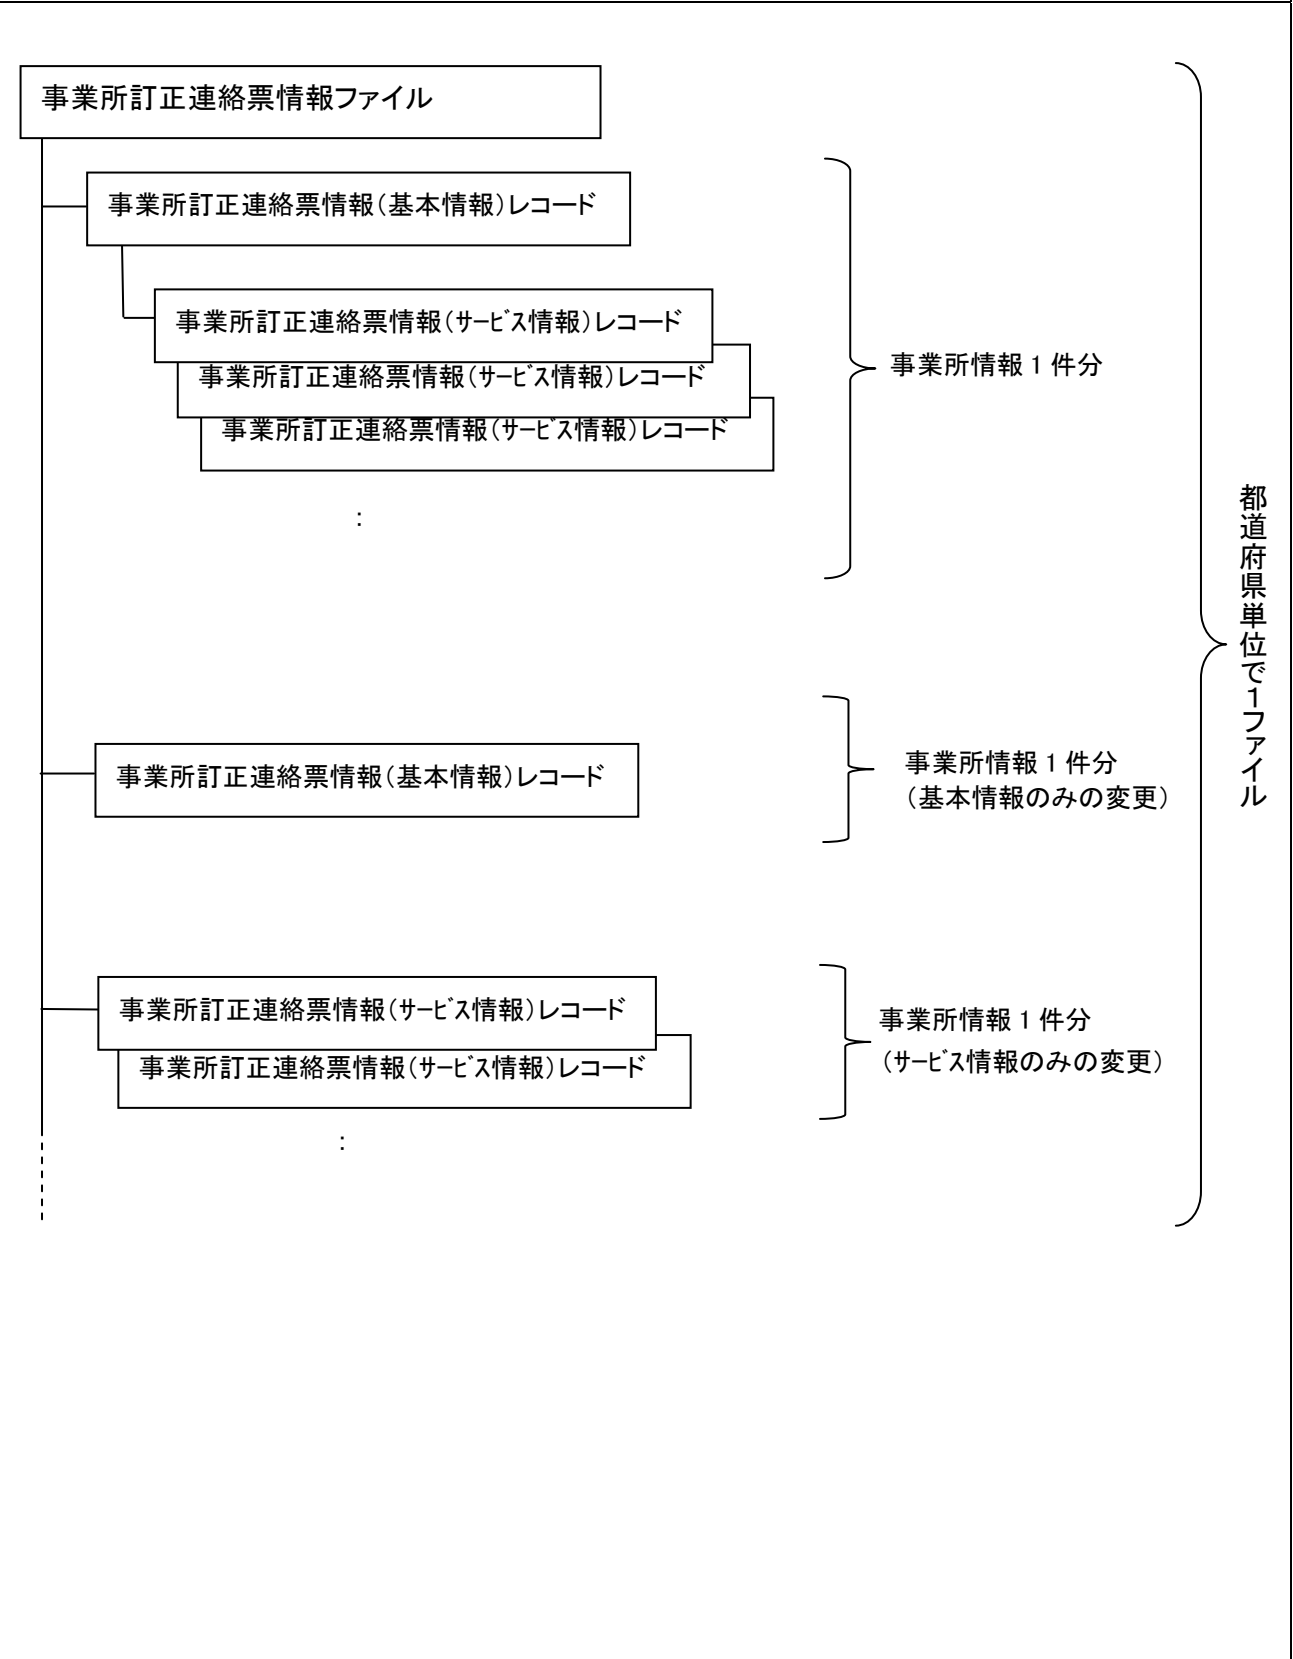 事業所訂正連絡票情報ファイル
事業所訂正連絡票情報(基本情報)レコード
事業所訂正連絡票情報(サービス情報)レコード
事業所訂正連絡票情報(サービス情報)レコード
事業所訂正連絡票情報(サービス情報)レコード
:
事業所情報1件分
事業所訂正連絡票情報(基本情報)レコード
事業所情報1件分
(基本情報のみの変更)
事業所訂正連絡票情報(サービス情報)レコード
事業所訂正連絡票情報(サービス情報)レコード
:
事業所情報1件分
(サービス情報のみの変更)
都道府県単位で1ファイル